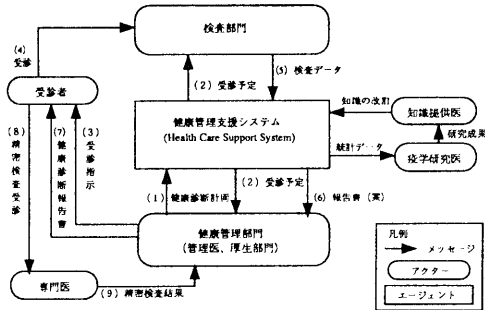 検査部門
(4)
受診
(2) 受診予定
(5) 検査データ
受診者
健康管理支援システム
(Health Care Support System)
知識の改訂
知識提供医
研究成果
統計データ
疫学研究医
(8)精密検査受診
(7)健康診断報告書
(3)受診指示
(1) 健康診断計画
(2) 受診予定
(6) 報告書 (案)
健康管理部門
(管理医、厚生部門)
専門医
(9) 精密検査結果
凡例
メッセージ
アクター
エージェント